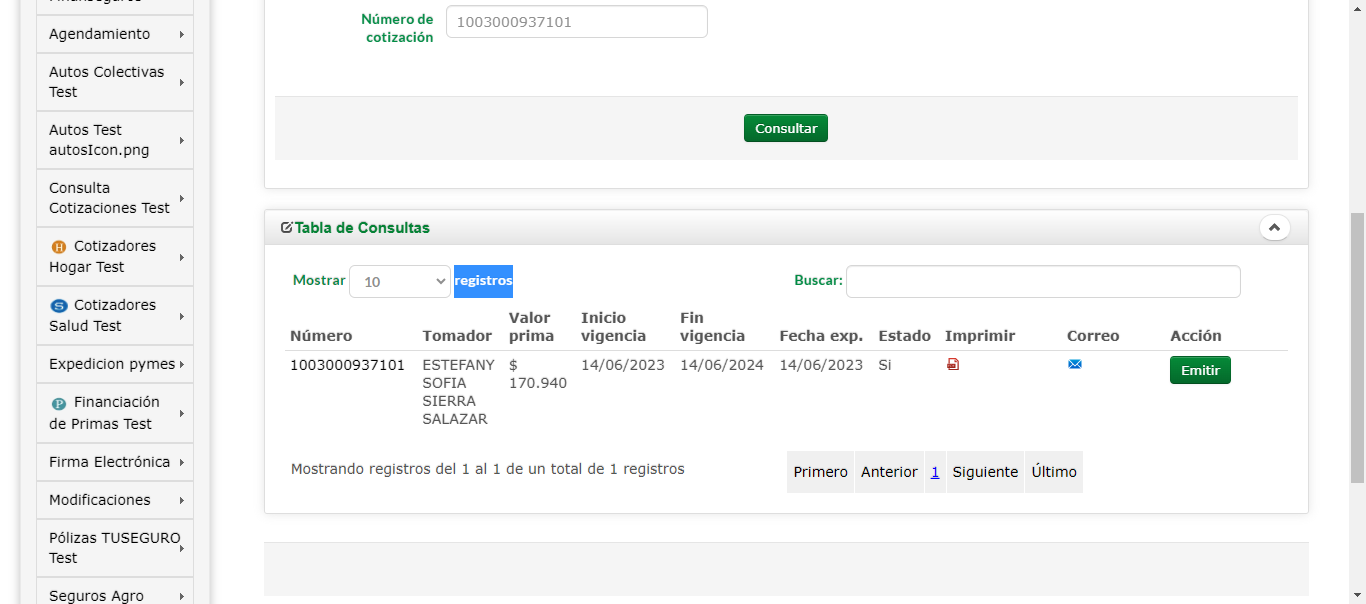 Agendamiento
Autos Colectivas
Test
Autos Test
autosIcon.png
Consulta
Cotizaciones Test
H Cotizadores
Hogar Test
S Cotizadores
Salud Test
Expedicion pymes
P Financiación
de Primas Test
Firma Electrónica
Modificaciones
Pólizas TUSEGURO
Test
Seguros Agro
Número de
cotización
1003000937101
Consultar
Tabla de Consultas
Mostrar 10 registros
Buscar:
Número Tomador Valor prima Inicio vigencia Fin vigencia Fecha exp. Estado Imprimir Correo Acción
1003000937101 ESTEFANY SOFIA SIERRA SALAZAR $ 170.940 14/06/2023 14/06/2024 14/06/2023 Si Emitir
Mostrando registros del 1 al 1 de un total de 1 registros
Primero Anterior 1 Siguiente Último